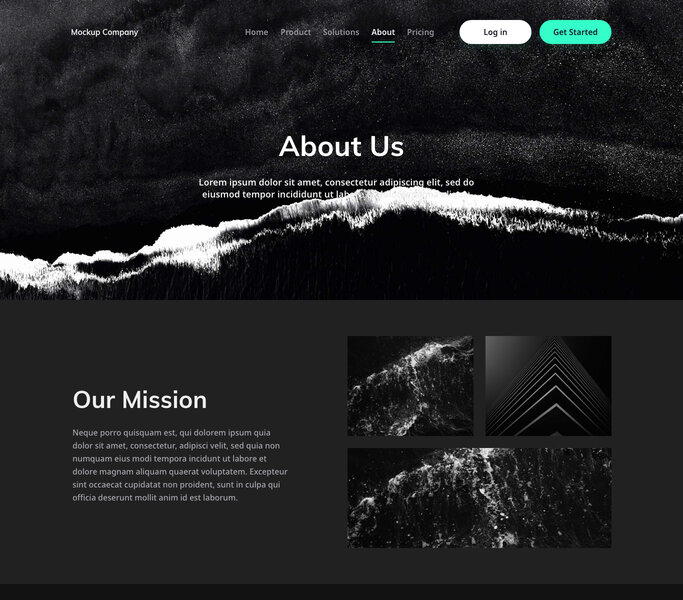 Mockup Company
Home Product Solutions About Pricing
Log in
Get Started
About Us
Lorem ipsum dolor sit amet, consectetur adipiscing elit, sed do
eiusmod tempor incididunt ut
Our Mission
Neque porro quisquam est, qui dolorem ipsum quia
dolor sit amet, consectetur, adipisci velit, sed quia non
numquam eius modi tempora incidunt ut labore et
dolore magnam aliquam quaerat voluptatem. Excepteur
sint occaecat cupidatat non proident, sunt in culpa qui
officia deserunt mollit anim id est laborum.